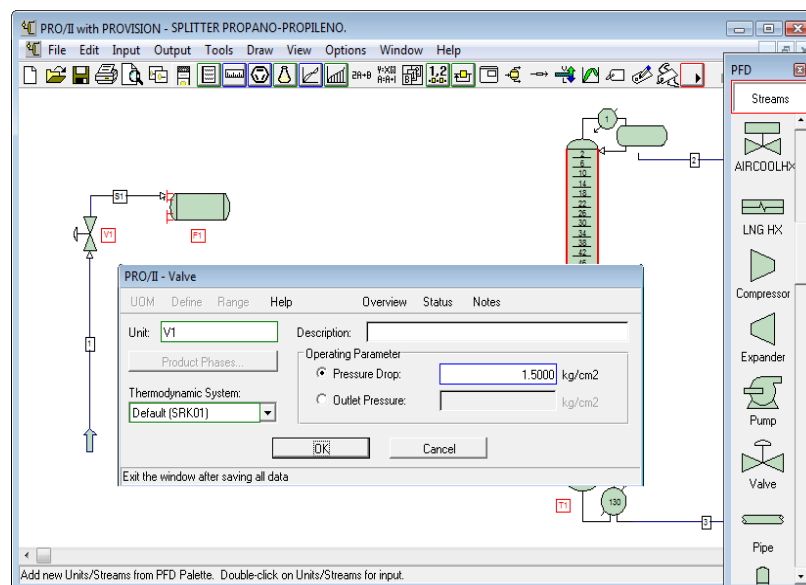 PRO/II with PROVISION - SPLITTER PROPANO-PROPILENO.
File Edit Input Output Tools Draw View Options Window Help
2A+B
1.2
PFD
Streams
AIRCOOLHX
LNG HX
Compressor
Expander
Pump
Valve
Pipe
S1
V1
F1
1
1
2
2
6
10
14
18
22
26
30
34
38
42
46
PRO/II - Valve
UOM Define Range Help Overview Status Notes
Unit: V1 Description:
Product Phases...
Operating Parameter
Pressure Drop: 1.5000 kg/cm2
Thermodynamic System:
Outlet Pressure: kg/cm2
Default (SRK01)
OK Cancel
Exit the window after saving all data
T1
130
3
Add new Units/Streams from PFD Palette. Double-click on Units/Streams for input.